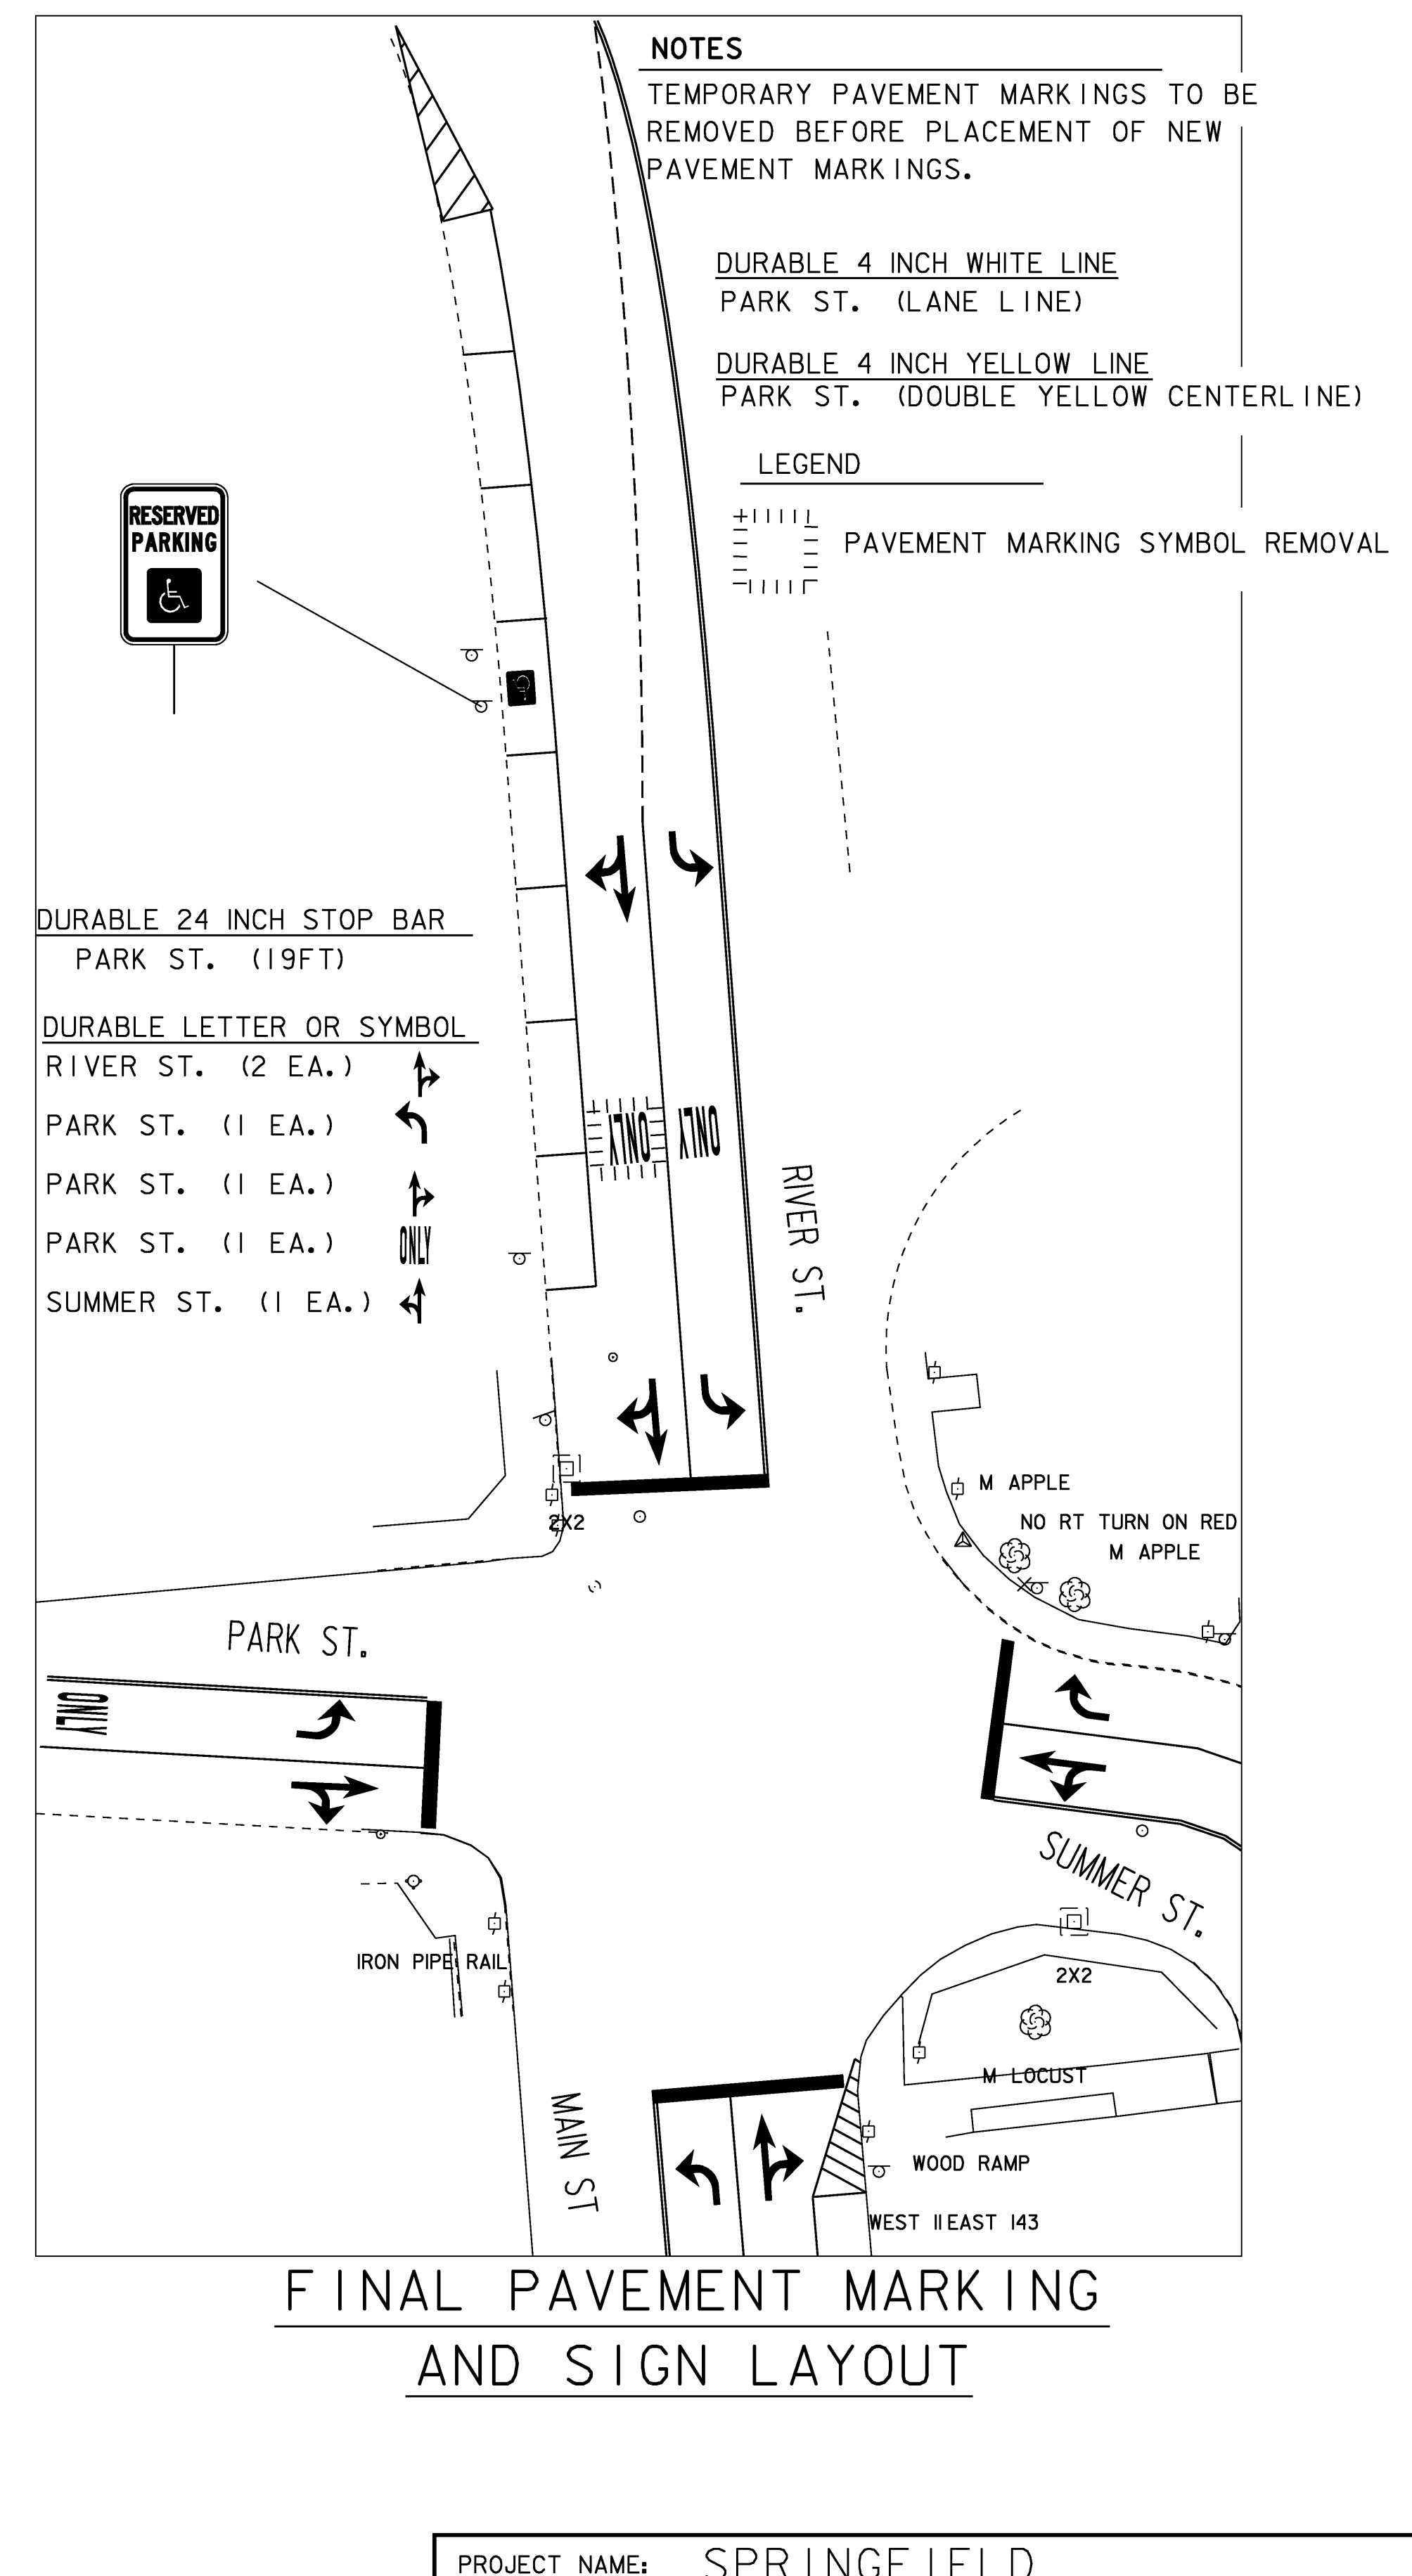 NOTES
TEMPORARY PAVEMENT MARKINGS TO BE
REMOVED BEFORE PLACEMENT OF NEW
PAVEMENT MARKINGS.
DURABLE 4 INCH WHITE LINE
PARK ST. (LANE LINE)
DURABLE 4 INCH YELLOW LINE
PARK ST. (DOUBLE YELLOW CENTERLINE)
LEGEND
PAVEMENT MARKING SYMBOL REMOVAL
RESERVED
PARKING
DURABLE 24 INCH STOP BAR
PARK ST. (19FT)
DURABLE LETTER OR SYMBOL
RIVER ST. (2 EA.)
PARK ST. (1 EA.)
PARK ST. (1 EA.)
PARK ST. (1 EA.) ONLY
SUMMER ST. (1 EA.)
ONLY
ONLY
RIVER ST.
M APPLE
NO RT TURN ON RED
M APPLE
2X2
PARK ST.
ONLY
SUMMER ST.
IRON PIPE RAIL
2X2
M LOCUST
MAIN ST
WOOD RAMP
WEST 11 EAST 143
FINAL PAVEMENT MARKING
AND SIGN LAYOUT
PROJECT NAME: SPRINGFIELD